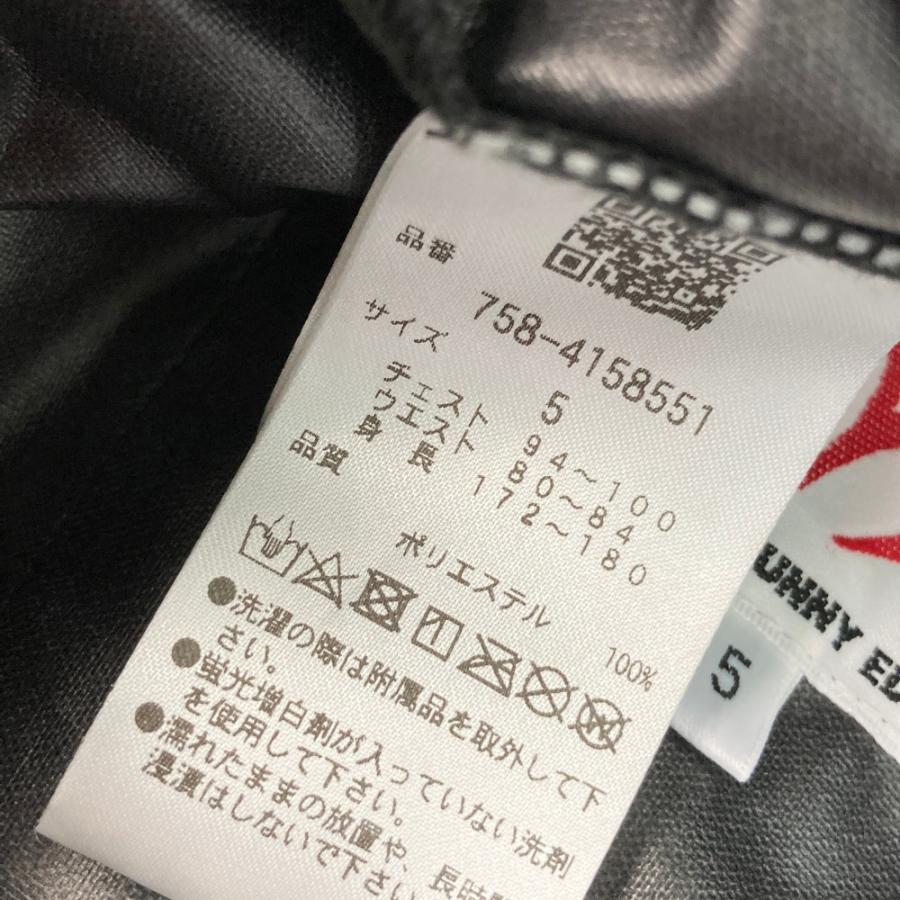 品番
758-4158551
サイズ
5
チェスト 94~100
ウエスト 80~84
身長 172~180
品質
ポリエステル 100%
●洗濯の際は附属品を取外して下
さい。
●蛍光増白剤が入っていない洗剤
を使用して下さい。
●濡れたままの放置や、長時間
浸漬はしないで下さい
UNNY ED
5